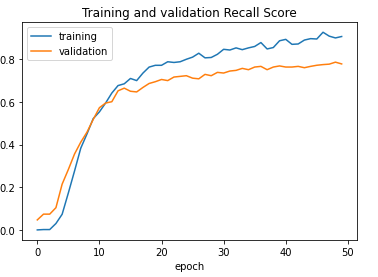 Training and validation Recall Score
training
validation
0.8
0.6
0.4
0.2
0.0
0 10 20 30 40 50
epoch